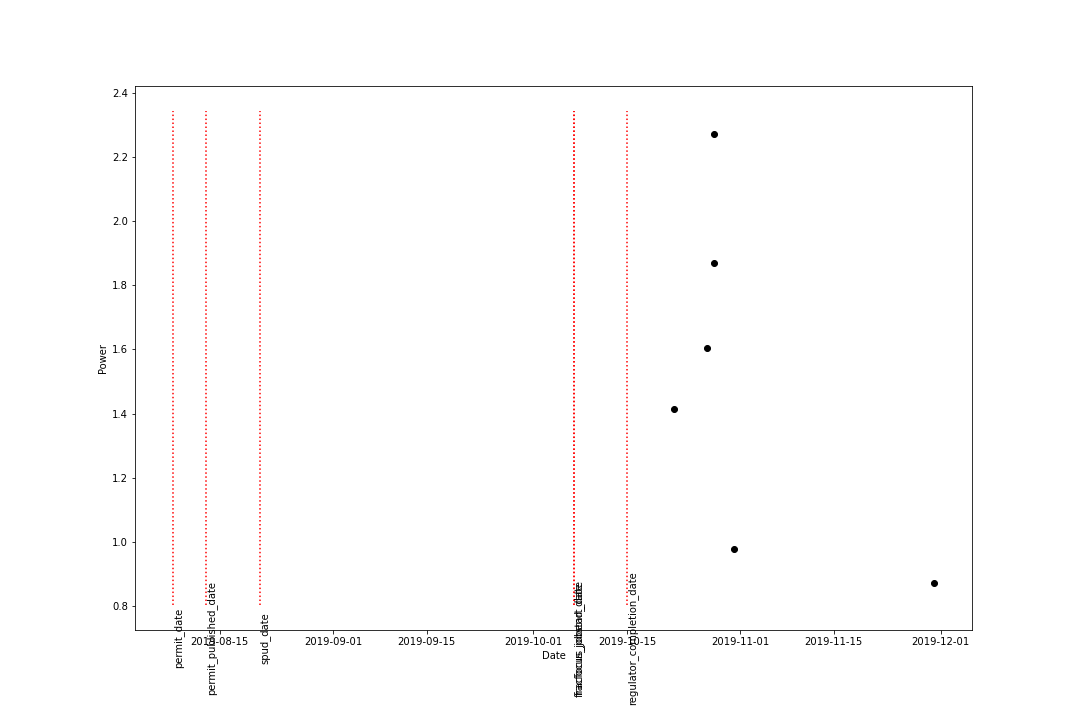 2.4
2.2
2.0
1.8
1.6
1.4
1.2
1.0
0.8
Power
permit_date
permit_published_date
spud_date
regulator_completion_date
2019-08-15
2019-09-01
2019-09-15
2019-10-01
2019-10-15
2019-11-01
2019-11-15
2019-12-01
Date